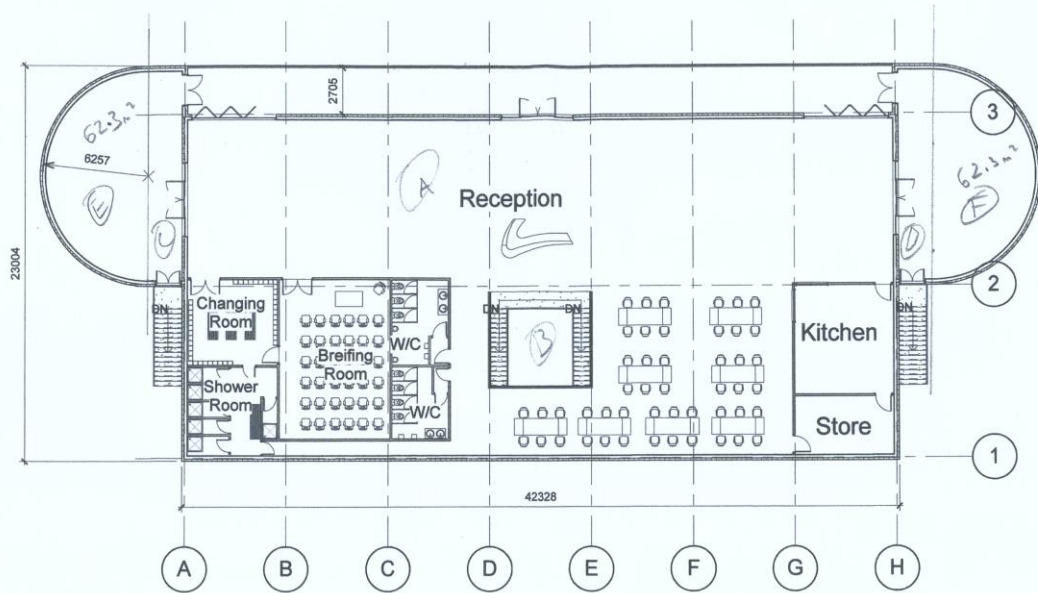 62.3m²
6257
E
C
2705
A
Reception
3
62.3m²
F
D
23004
2
DN
Changing
Room
Shower
Room
Breifing
Room
W/C
W/C
DN
DN
B
Kitchen
Store
DN
1
42328
A
B
C
D
E
F
G
H